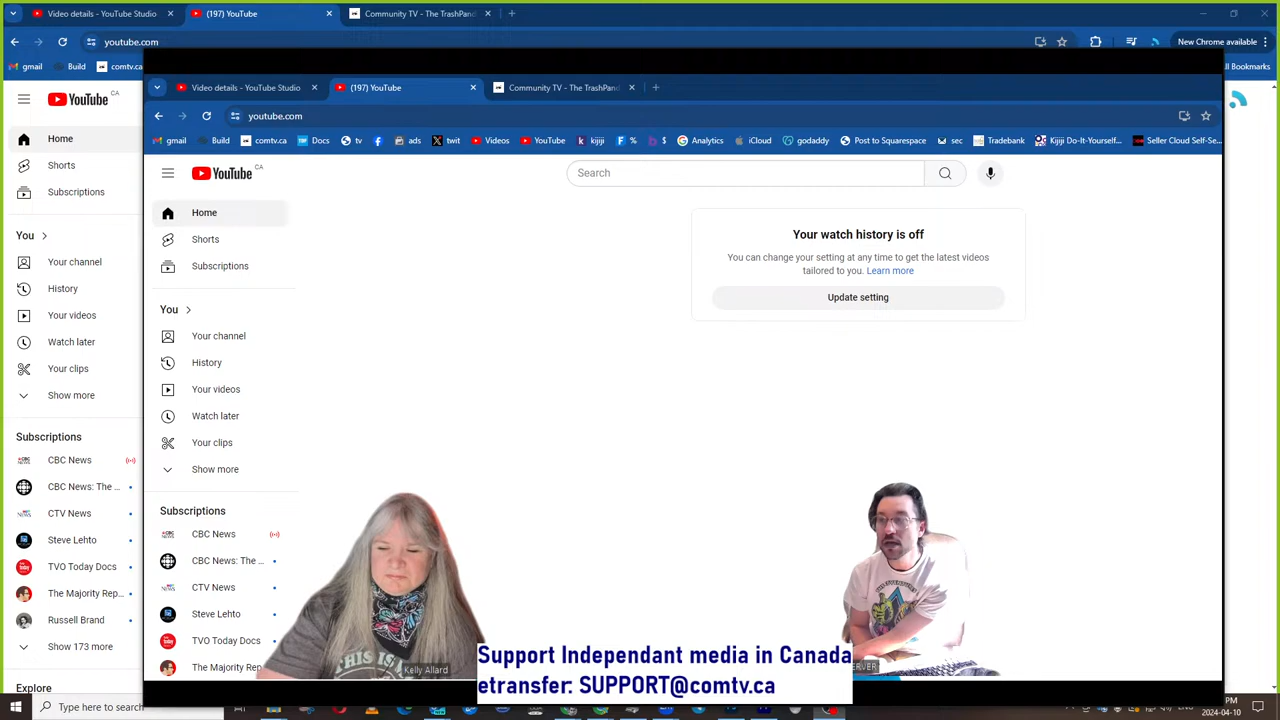 Video details - YouTube Studio
(197) YouTube
Community TV - The TrashPand
youtube.com
New Chrome available
gmail
Build
comtv.ca
All Bookmarks
YouTube CA
Home
Shorts
Subscriptions
You
Your channel
History
Your videos
Watch later
Your clips
Show more
Subscriptions
CBC News
CBC News: The ...
CTV News
Steve Lehto
TVO Today Docs
The Majority Rep...
Russell Brand
Show 173 more
Explore
Video details - YouTube Studio
(197) YouTube
Community TV - The TrashPand
youtube.com
gmail
Build
comtv.ca
Docs
tv
ads
twit
Videos
YouTube
kijiji
%
$
Analytics
iCloud
godaddy
Post to Squarespace
sec
Tradebank
Kijiji Do-It-Yourself...
Seller Cloud Self-Se...
YouTube CA
Search
Home
Shorts
Subscriptions
You
Your channel
History
Your videos
Watch later
Your clips
Show more
Subscriptions
CBC News
CBC News: The ...
CTV News
Steve Lehto
TVO Today Docs
The Majority Rep
Your watch history is off
You can change your setting at any time to get the latest videos
tailored to you. Learn more
Update setting
THIS IS
Kelly Allard
ERVER
Support Independant media in Canada
etransfer: SUPPORT@comtv.ca
Type here to search
ENG
PM
2024-04-10